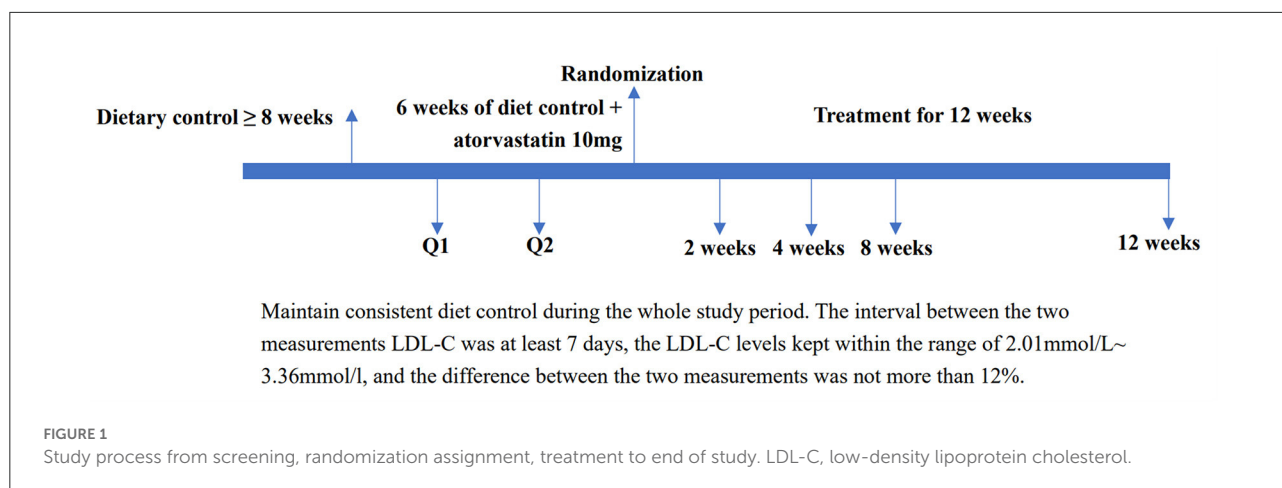 Randomization
Dietary control ≥ 8 weeks
6 weeks of diet control +
atorvastatin 10mg
Treatment for 12 weeks
Q1
Q2
2 weeks
4 weeks
8 weeks
12 weeks
Maintain consistent diet control during the whole study period. The interval between the two
measurements LDL-C was at least 7 days, the LDL-C levels kept within the range of 2.01mmol/L~
3.36mmol/l, and the difference between the two measurements was not more than 12%.
FIGURE 1
Study process from screening, randomization assignment, treatment to end of study. LDL-C, low-density lipoprotein cholesterol.